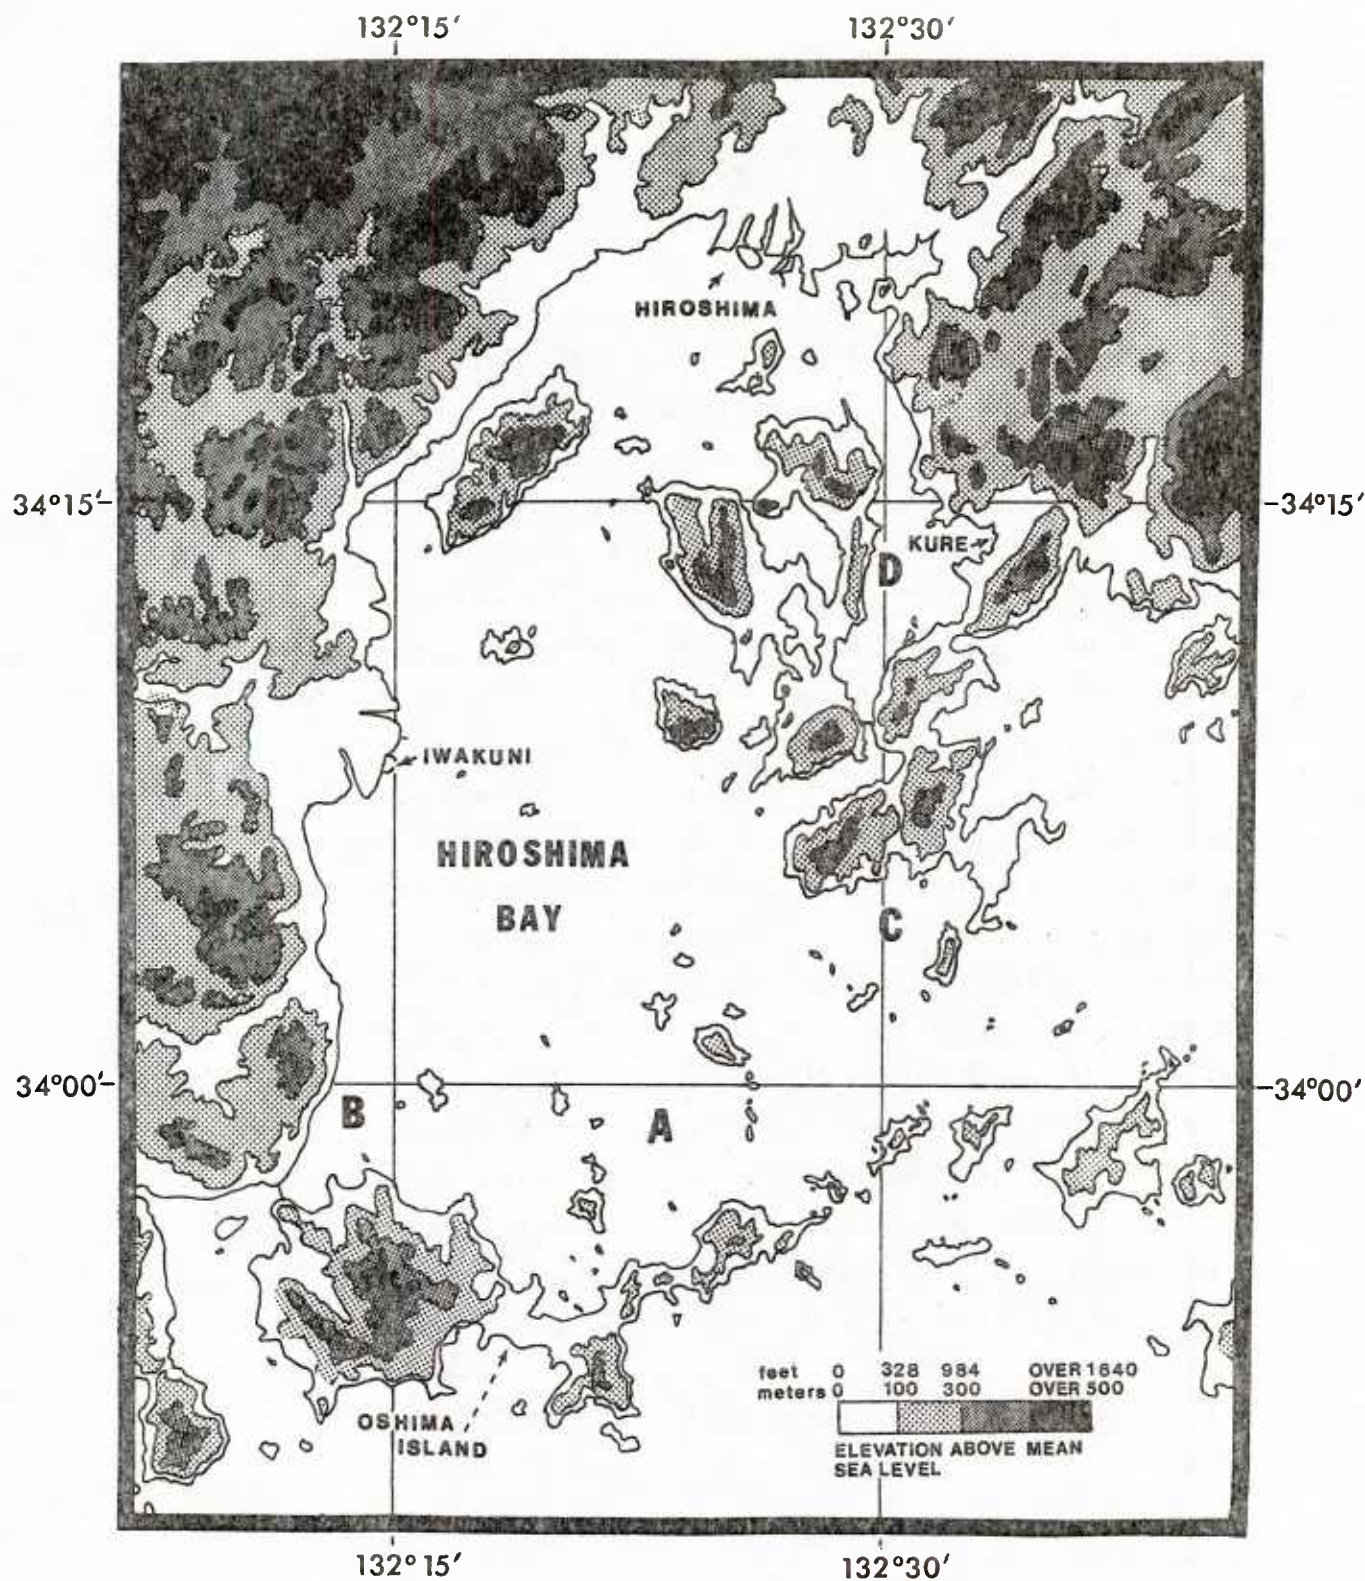 132°15′ 132°30′
HIROSHIMA
34°15′ 34°15′
KURE
D
IWAKUNI
HIROSHIMA
BAY
C
34°00′ 34°00′
B A
feet 0 328 984 OVER 1640
meters 0 100 300 OVER 500
OSHIMA
ISLAND
ELEVATION ABOVE MEAN
SEA LEVEL
132°15′ 132°30′